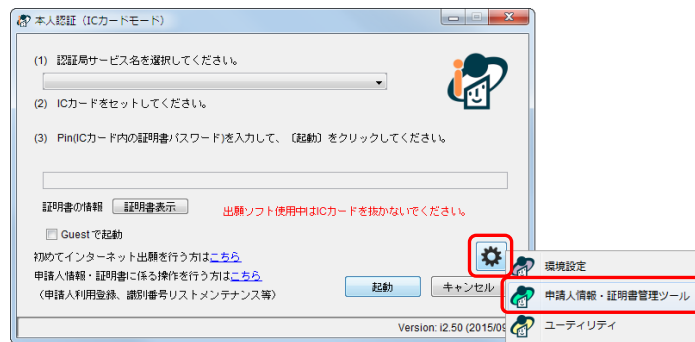 本人認証(ICカードモード)
(1) 認証局サービス名を選択してください。
(2) ICカードをセットしてください。
(3) Pin(ICカード内の証明書パスワード)を入力して、〔起動〕をクリックしてください。
証明書の情報 証明書表示 出願ソフト使用中はICカードを抜かないでください。
Guestで起動
初めてインターネット出願を行う方はこちら
申請人情報・証明書に係る操作を行う方はこちら
(申請人利用登録、識別番号リストメンテナンス等)
起動 キャンセル
Version: i2.50 (2015/09
環境設定
申請人情報・証明書管理ツール
ユーティリティ